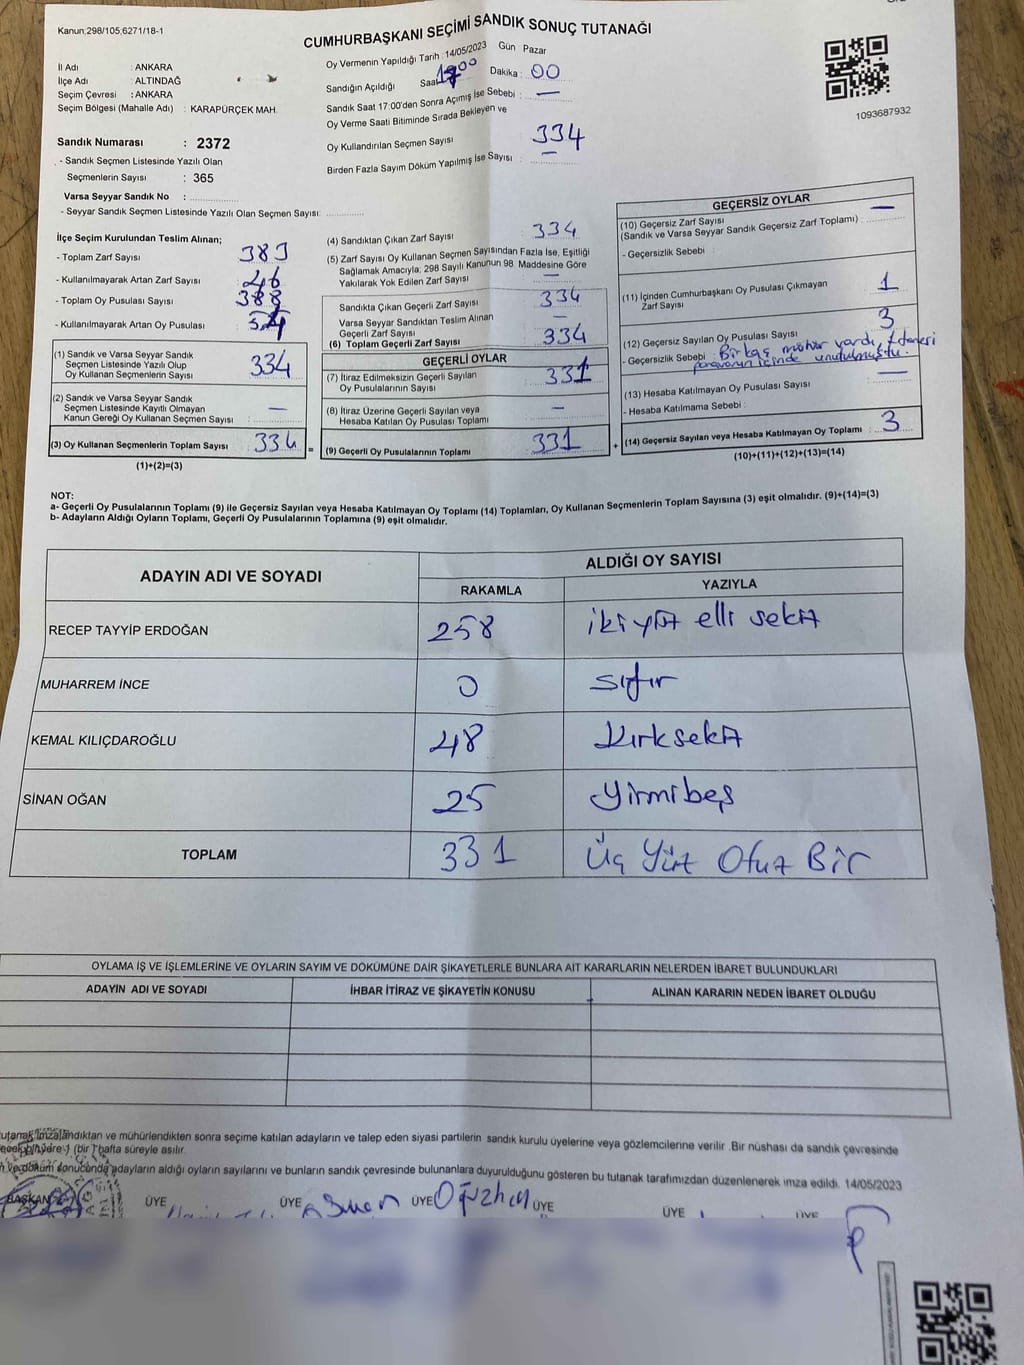 Kanun,298/105,6271/18-1
CUMHURBAŞKANI SEÇİMİ SANDIK SONUÇ TUTANAĞI
İl Adı : ANKARA
İlçe Adı : ALTINDAĞ
Seçim Çevresi : ANKARA
Seçim Bölgesi (Mahalle Adı) : KARAPÜRÇEK MAH.
Oy Vermenin Yapıldığı Tarih : 14/05/2023 Gün Pazar
Sandığın Açıldığı Saat Dakika : 00
Sandık Saat 17:00'den Sonra Açmış İse Sebebi : —
Oy Verme Saati Bitiminde Sırada Bekleyen ve
Oy Kullandırılan Seçmen Sayısı 334
Birden Fazla Sayım Döküm Yapılmış İse Sayısı : —
1093687932
Sandık Numarası : 2372
- Sandık Seçmen Listesinde Yazılı Olan
Seçmenlerin Sayısı : 365
Varsa Seyyar Sandık No :
- Seyyar Sandık Seçmen Listesinde Yazılı Olan Seçmen Sayısı:
İlçe Seçim Kurulundan Teslim Alınan;
- Toplam Zarf Sayısı 383
- Kullanılmayarak Artan Zarf Sayısı 46
- Toplam Oy Pusulası Sayısı 388
- Kullanılmayarak Artan Oy Pusulası 54
(1) Sandık ve Varsa Seyyar Sandık
Seçmen Listesinde Yazılı Olup
Oy Kullanan Seçmenlerin Sayısı 334
(2) Sandık ve Varsa Seyyar Sandık
Seçmen Listesinde Kayıtlı Olmayan
Kanun Gereği Oy Kullanan Seçmen Sayısı : —
(3) Oy Kullanan Seçmenlerin Toplam Sayısı 334 =
(1)+(2)=(3)
(4) Sandıktan Çıkan Zarf Sayısı 334
(5) Zarf Sayısı Oy Kullanan Seçmen Sayısından Fazla İse, Eşitliği
Sağlamak Amacıyla; 298 Sayılı Kanunun 98. Maddesine Göre
Yakılarak Yok Edilen Zarf Sayısı —
Sandıkta Çıkan Geçerli Zarf Sayısı 334
Varsa Seyyar Sandıktan Teslim Alınan
Geçerli Zarf Sayısı —
(6) Toplam Geçerli Zarf Sayısı 334
GEÇERLİ OYLAR
(7) İtiraz Edilmeksizin Geçerli Sayılan
Oy Pusulalarının Sayısı 331
(8) İtiraz Üzerine Geçerli Sayılan veya
Hesaba Katılan Oy Pusulası Toplamı —
(9) Geçerli Oy Pusulalarının Toplamı 331 +
GEÇERSİZ OYLAR
(10) Geçersiz Zarf Sayısı —
(Sandık ve Varsa Seyyar Sandık Geçersiz Zarf Toplamı)
- Geçersizlik Sebebi :
(11) İçinden Cumhurbaşkanı Oy Pusulası Çıkmayan
Zarf Sayısı 1
(12) Geçersiz Sayılan Oy Pusulası Sayısı 3
- Geçersizlik Sebebi : Birkaç mühür vardı,
unutulmuştu.
(13) Hesaba Katılmayan Oy Pusulası Sayısı —
- Hesaba Katılmama Sebebi :
(14) Geçersiz Sayılan veya Hesaba Katılmayan Oy Toplamı : 3
(10)+(11)+(12)+(13)=(14)
NOT:
a- Geçerli Oy Pusulalarının Toplamı (9) ile Geçersiz Sayılan veya Hesaba Katılmayan Oy Toplamı (14) Toplamları, Oy Kullanan Seçmenlerin Toplam Sayısına (3) eşit olmalıdır. (9)+(14)=(3)
b- Adayların Aldığı Oyların Toplamı, Geçerli Oy Pusulalarının Toplamına (9) eşit olmalıdır.
ADAYIN ADI VE SOYADI
ALDIĞI OY SAYISI
RAKAMLA YAZIYLA
RECEP TAYYİP ERDOĞAN 258 iki yüz elli sekiz
MUHARREM İNCE 0 sıfır
KEMAL KILIÇDAROĞLU 48 Kırksekiz
SİNAN OĞAN 25 Yirmibeş
TOPLAM 331 Üç Yüz Otuz Bir
OYLAMA İŞ VE İŞLEMLERİNE VE OYLARIN SAYIM VE DÖKÜMÜNE DAİR ŞİKAYETLERLE BUNLARA AİT KARARLARIN NELERDEN İBARET BULUNDUKLARI
ADAYIN ADI VE SOYADI İHBAR İTİRAZ VE ŞİKAYETİN KONUSU ALINAN KARARIN NEDEN İBARET OLDUĞU
utanak imzalandıktan ve mühürlendikten sonra seçime katılan adayların ve talep eden siyasi partilerin sandık kurulu üyelerine veya gözlemcilerine verilir. Bir nüshası da sandık çevresinde
(bir) hafta süreyle asılır.
ve döküm sonucunda adayların aldığı oyların sayılarını ve bunların sandık çevresinde bulunanlara duyurulduğunu gösteren bu tutanak tarafımızdan düzenlenerek imza edildi. 14/05/2023
BAŞKAN ÜYE ÜYE ÜYE Oğuzhan ÜYE ÜYE ÜYE